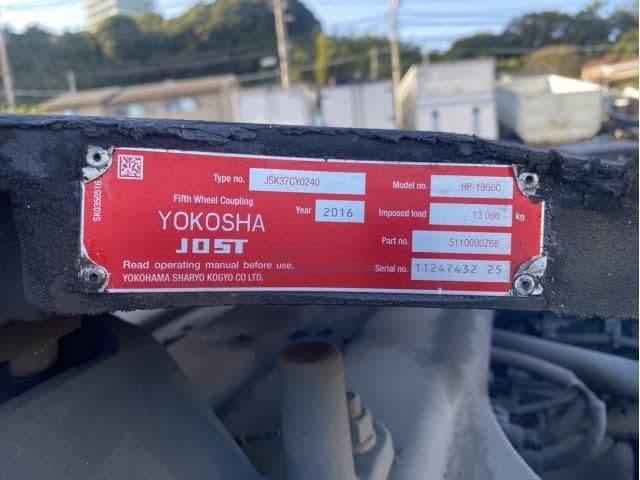 SK0350516
Type no. JSK37CY0240
Model no. HP-1900C
Fifth Wheel Coupling
Year 2016
Imposed load 13 000 kg
YOKOSHA
JOST
Part no. 5110000Z66
Read operating manual before use.
Serial no. 11247432 25
YOKOHAMA SHARYO KOGYO CO LTD.